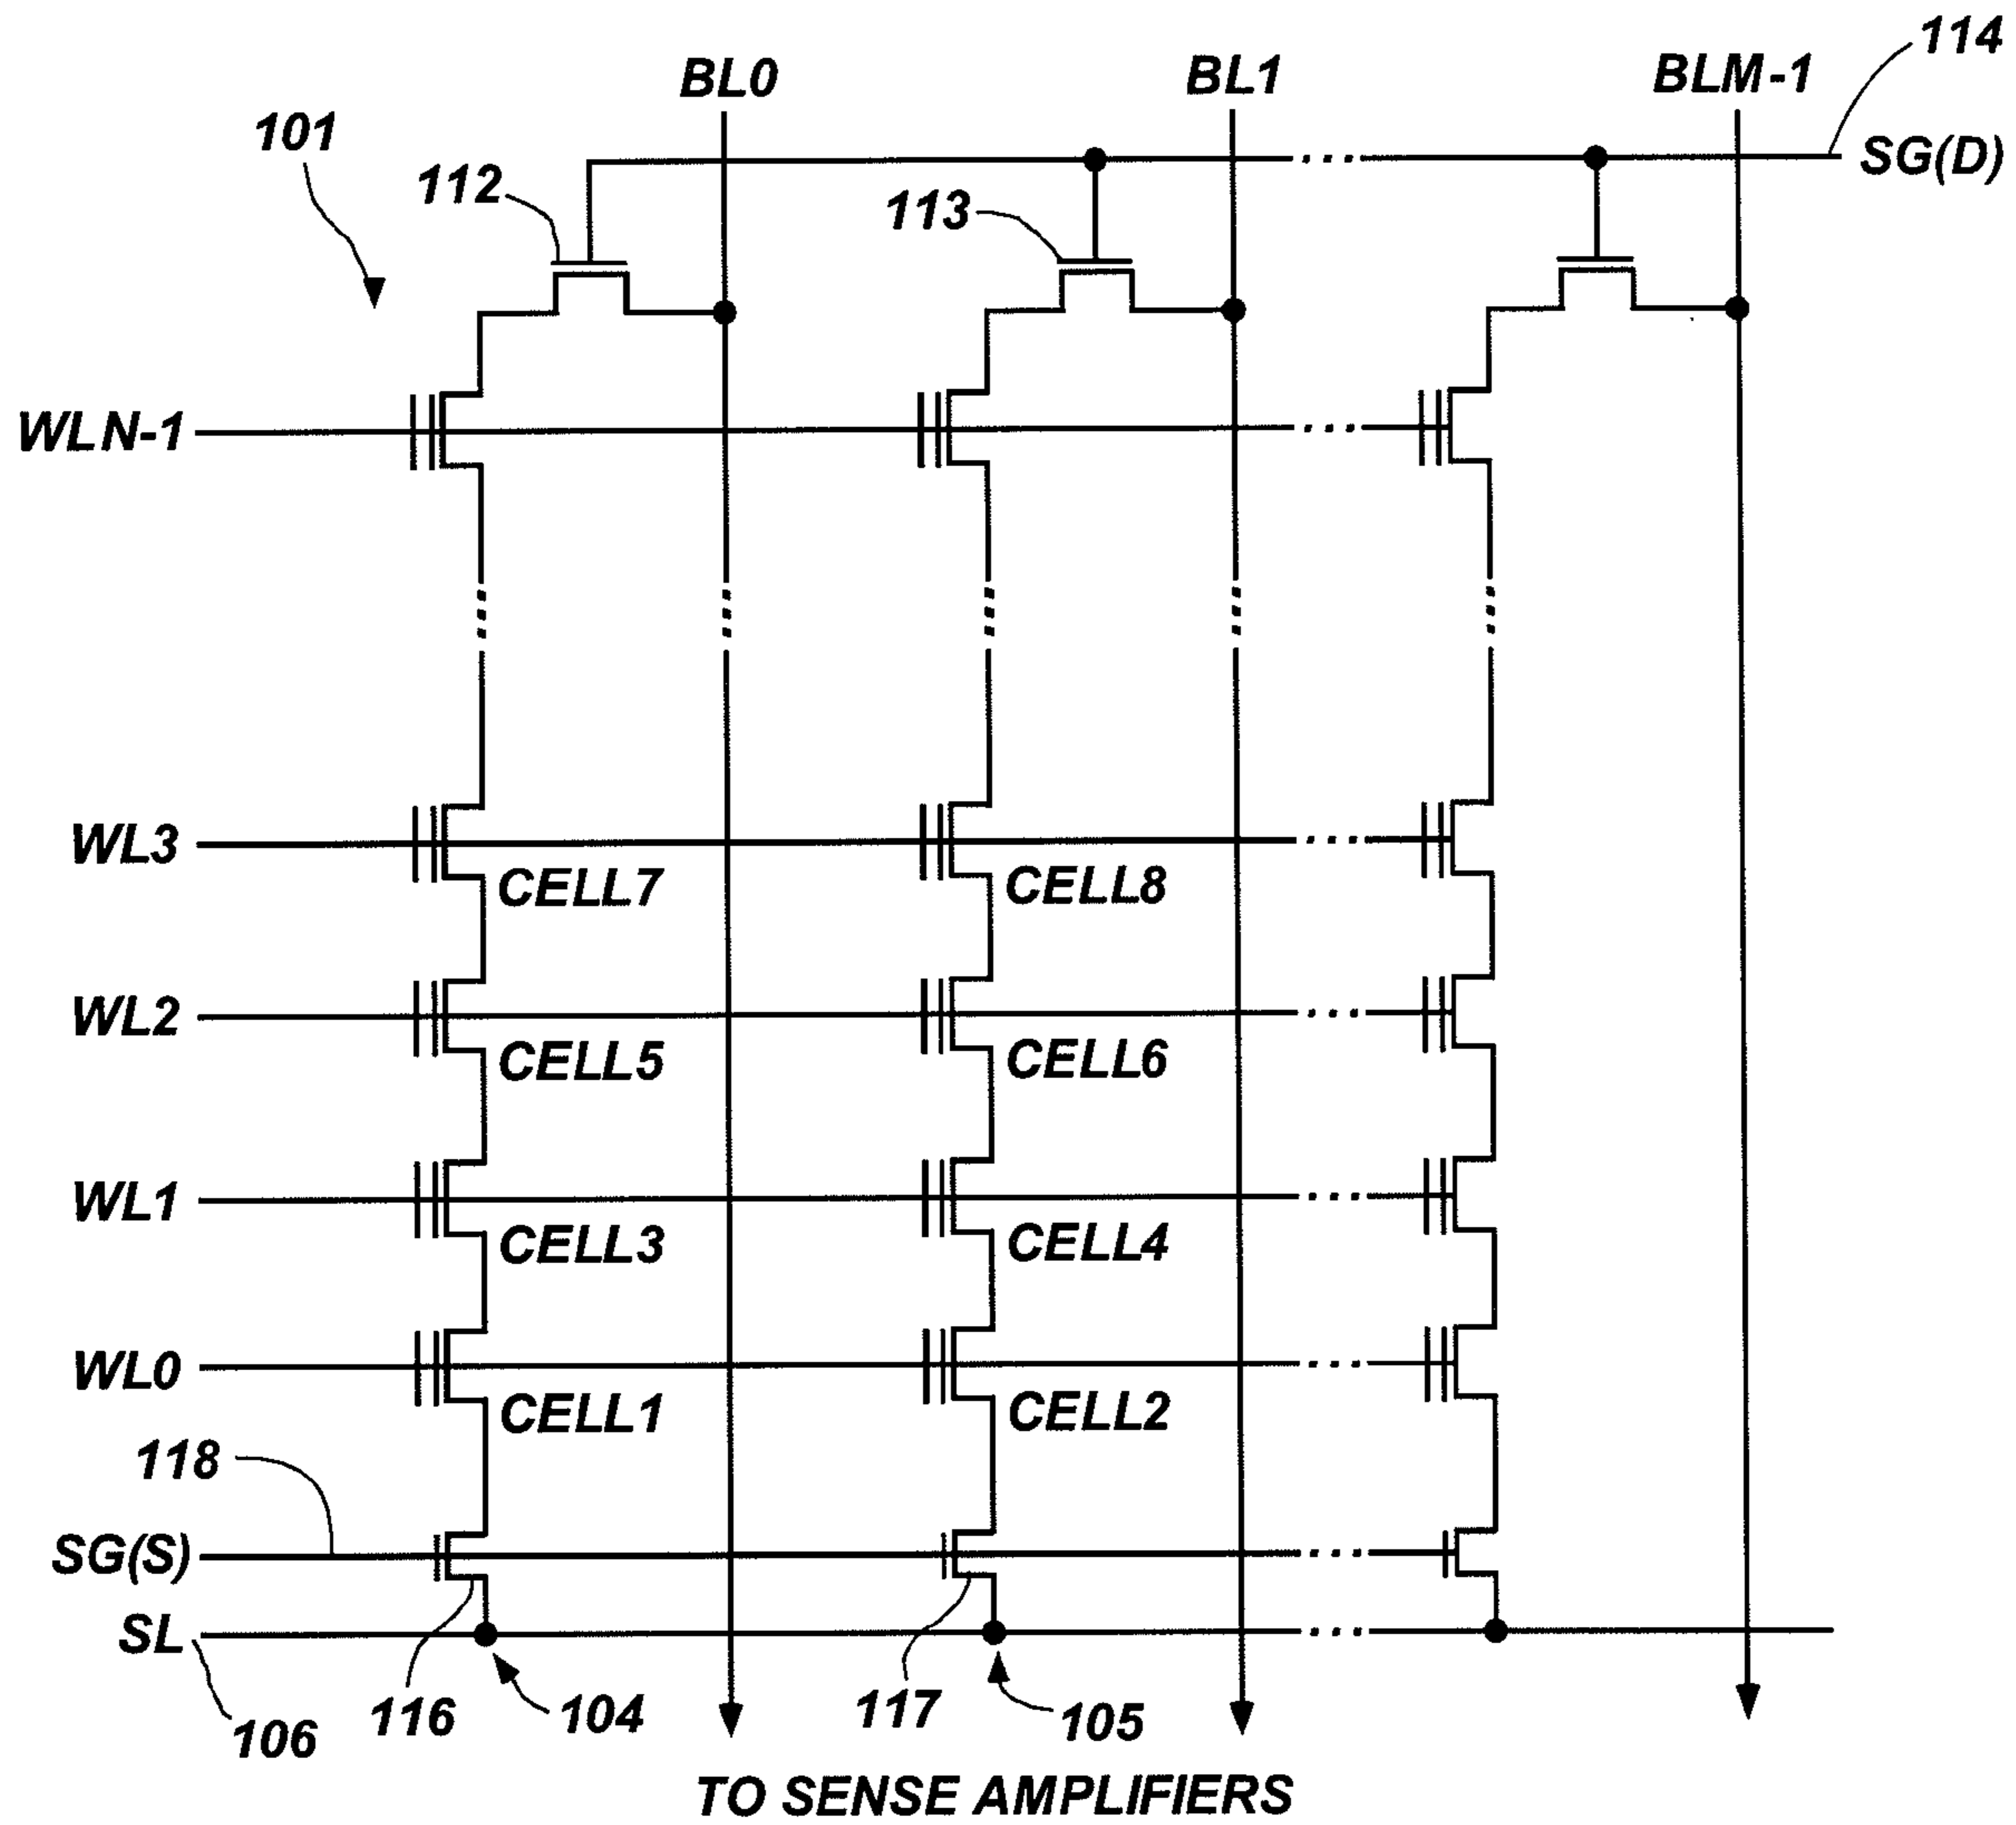 BL0
BL1
BLM-1
114
SG(D)
101
112
113
WLN-1
WL3
CELL7
CELL8
WL2
CELL5
CELL6
WL1
CELL3
CELL4
WL0
CELL1
CELL2
118
SG(S)
SL
106
116
104
117
105
TO SENSE AMPLIFIERS